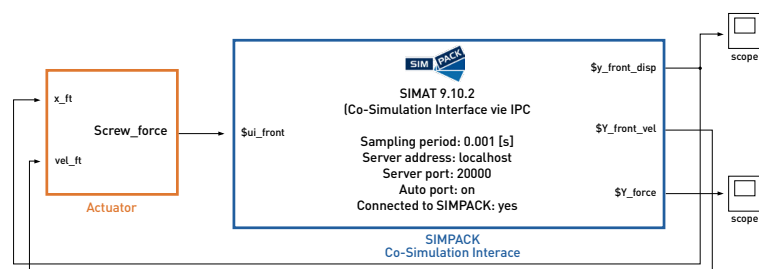 x_ft
vel_ft
Screw_force
Actuator
SIM PACK
SIMAT 9.10.2
(Co-Simulation Interface vie IPC
Sampling period: 0.001 [s]
Server address: localhost
Server port: 20000
Auto port: on
Connected to SIMPACK: yes
$ui_front
$y_front_disp
$Y_front_vel
$Y_force
SIMPACK
Co-Simulation Interace
scope
scope